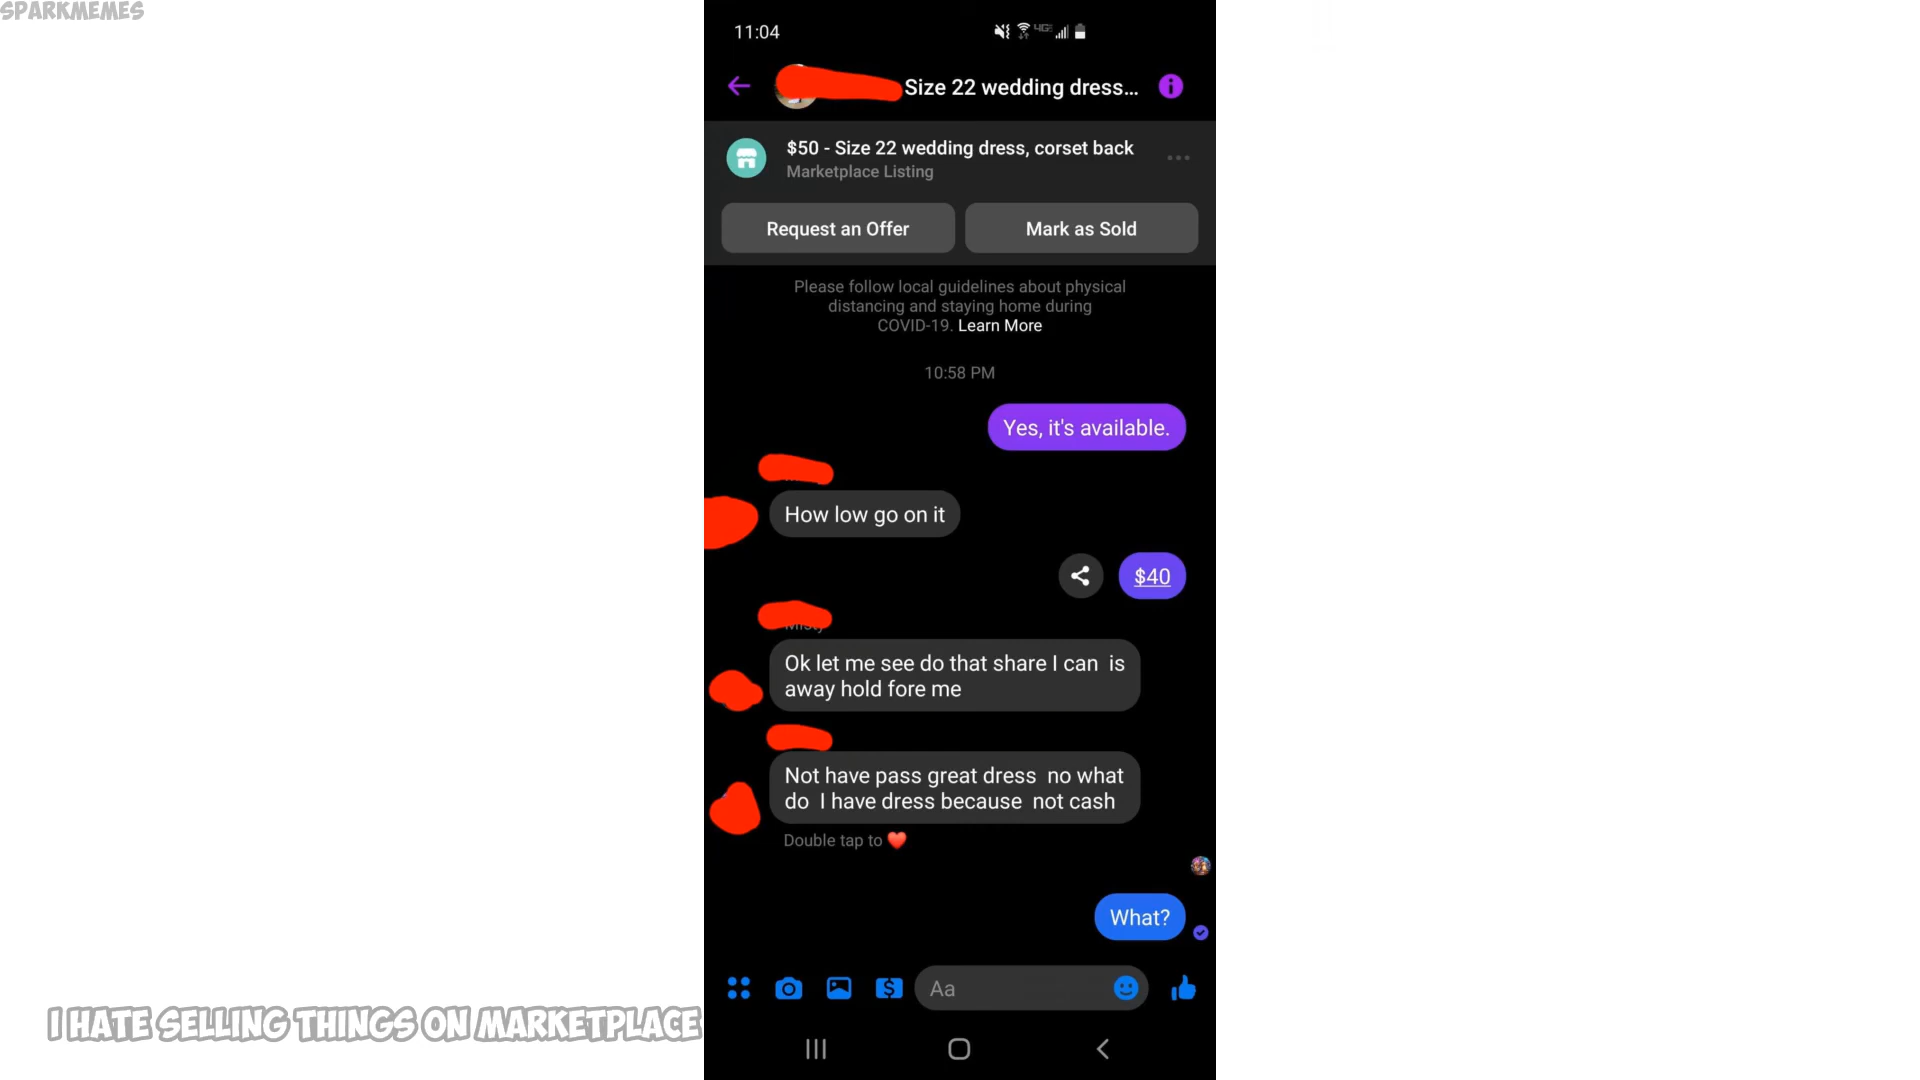 SPARKMEMES
11:04
4G
Size 22 wedding dress...
$50 - Size 22 wedding dress, corset back
Marketplace Listing
Request an Offer
Mark as Sold
Please follow local guidelines about physical
distancing and staying home during
COVID-19. Learn More
10:58 PM
Yes, it's available.
How low go on it
$40
Ok let me see do that share I can  is
away hold fore me
Not have pass great dress  no what
do  I have dress because  not cash
Double tap to
What?
Aa
I HATE SELLING THINGS ON MARKETPLACE